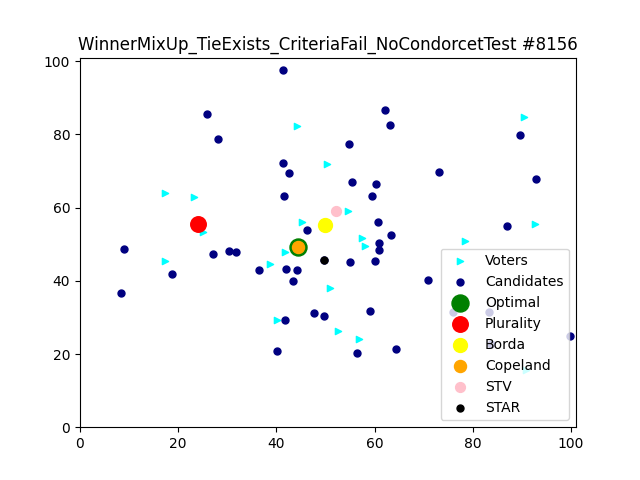 WinnerMixUp_TieExists_CriteriaFail_NoCondorcetTest #8156
100
80
60
40
20
0
0 20 40 60 80 100
Voters
Candidates
Optimal
Plurality
Borda
Copeland
STV
STAR